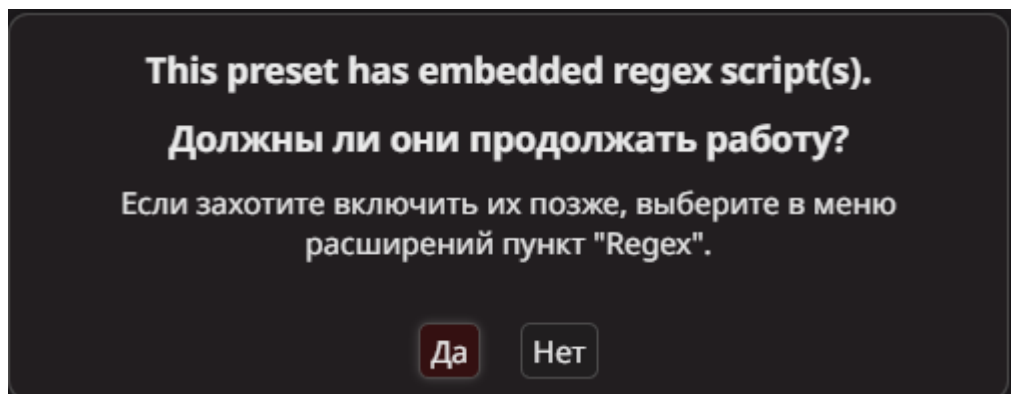 This preset has embedded regex script(s).
Должны ли они продолжать работу?
Если захотите включить их позже, выберите в меню
расширений пункт "Regex".
Да
Нет